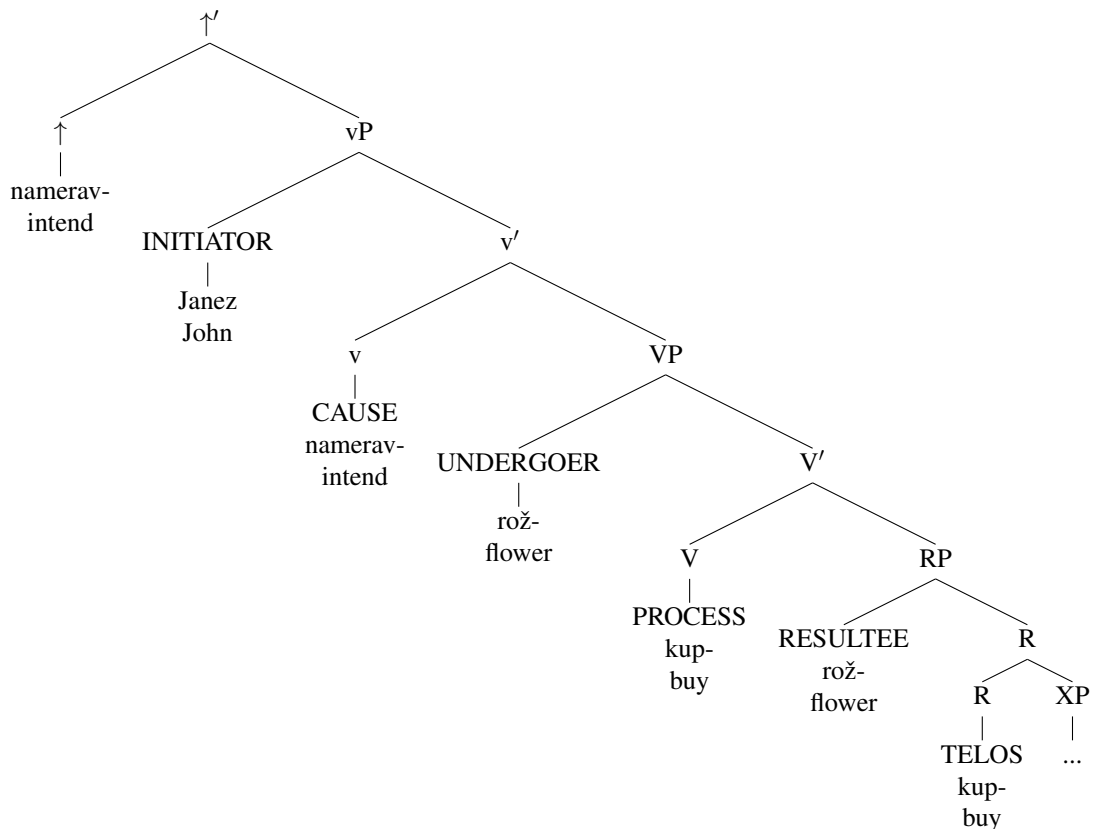 ↑′
↑
namerav-
intend
vP
INITIATOR
Janez
John
v′
v
CAUSE
namerav-
intend
VP
UNDERGOER
rož-
flower
V′
V
PROCESS
kup-
buy
RP
RESULTEE
rož-
flower
R
R
TELOS
kup-
buy
XP
...